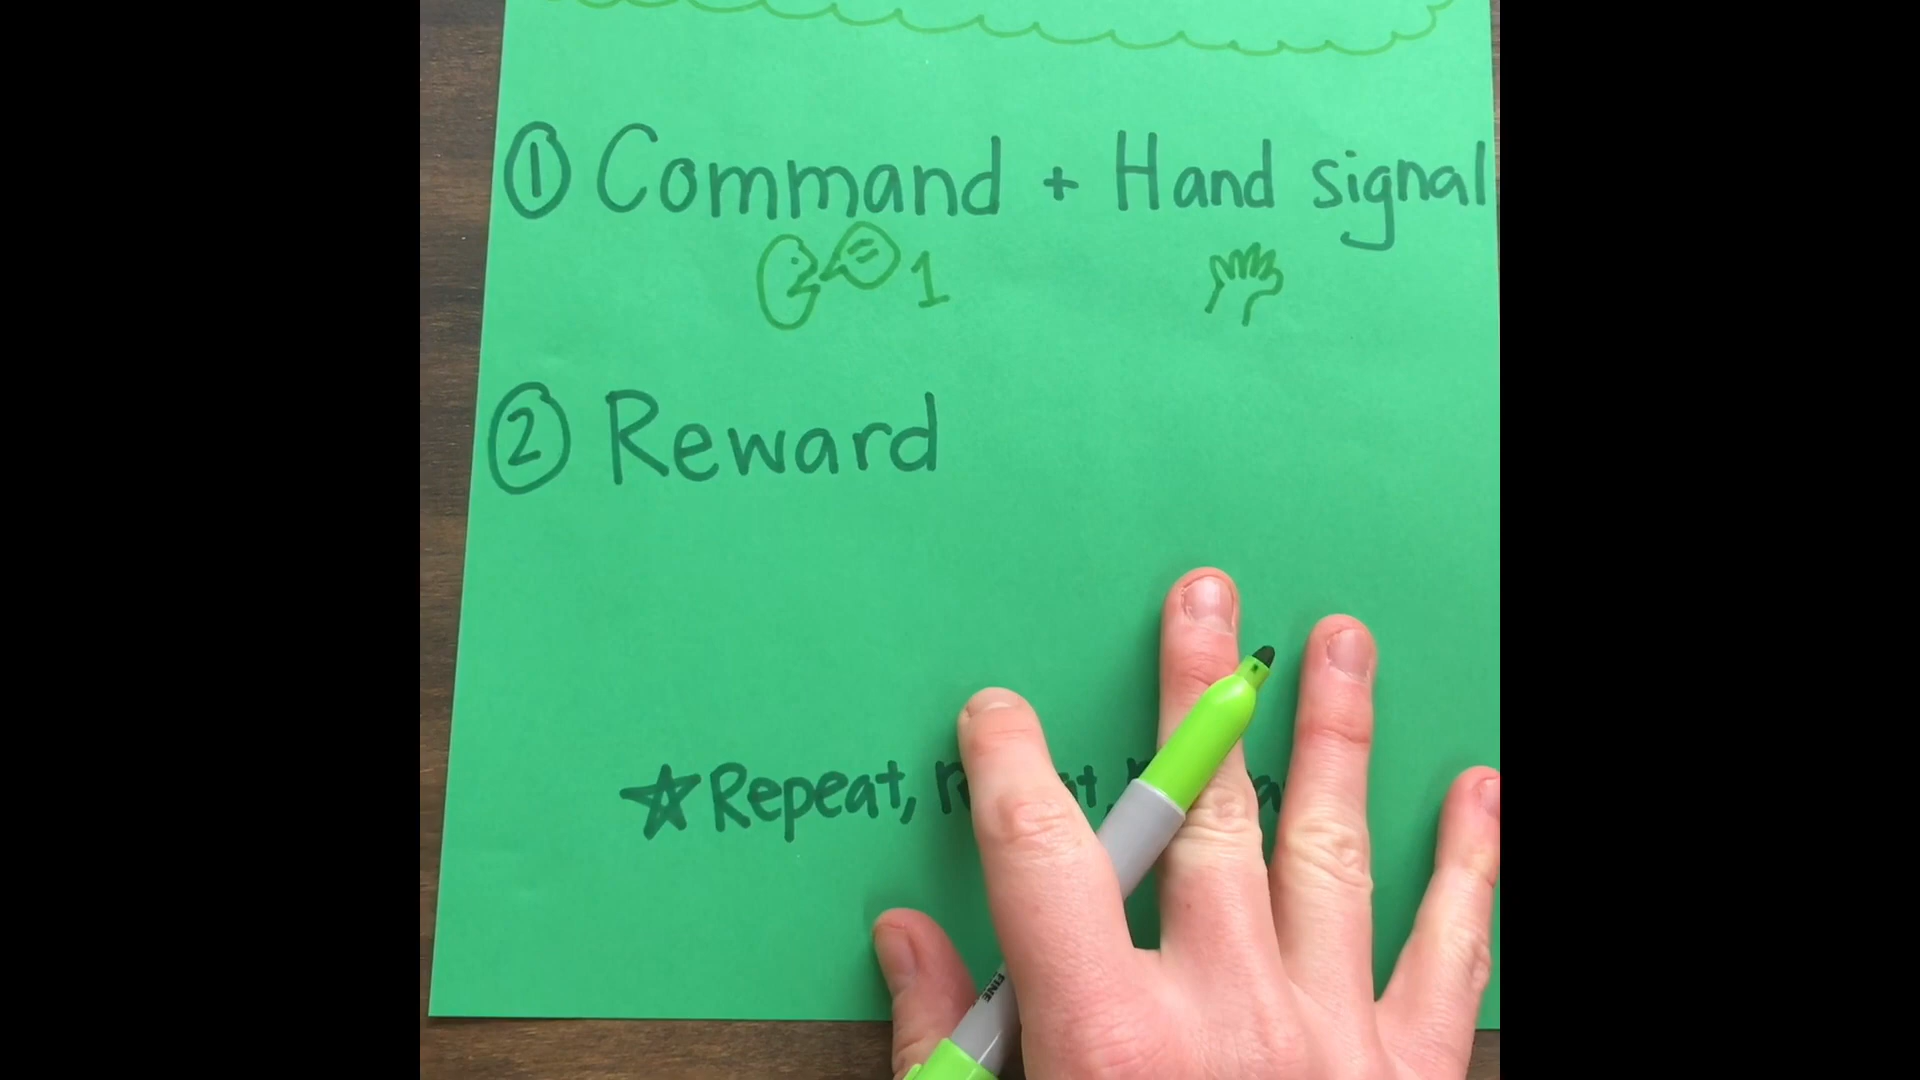 ① Command + Hand signal
1
② Reward
Repeat,
FINE